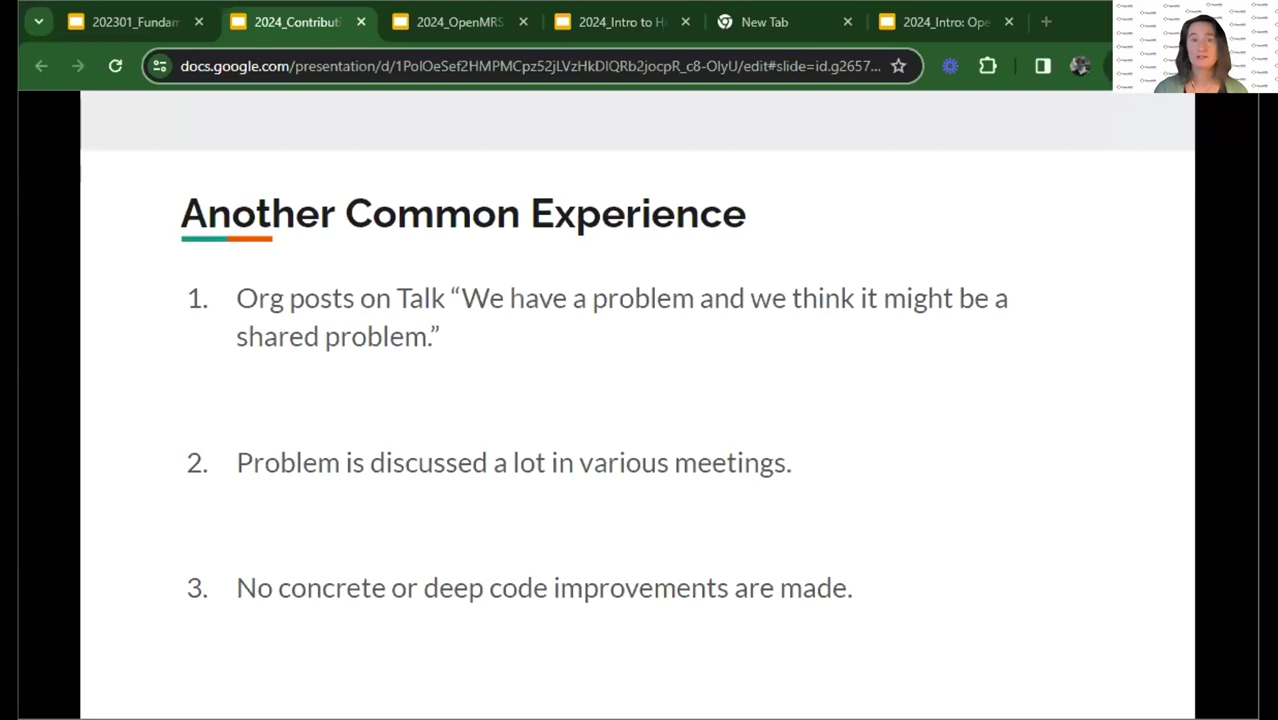 202301_Fundam
2024_Contributi
2024_OpenMRS
2024_Intro to H
New Tab
2024_Intro: Ope
docs.google.com/presentation/d/1PolOeSef2HMPMCpz52jLVzHkDlQRb2jocpR_c8-OlyU/edit#slide=id.g2657...
Another Common Experience
1. Org posts on Talk “We have a problem and we think it might be a
shared problem.”
2. Problem is discussed a lot in various meetings.
3. No concrete or deep code improvements are made.